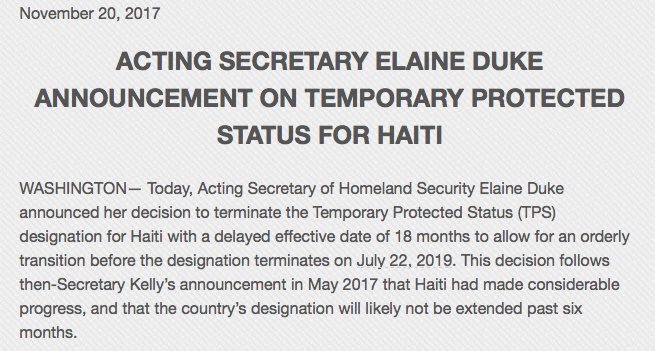 November 20, 2017
ACTING SECRETARY ELAINE DUKE
ANNOUNCEMENT ON TEMPORARY PROTECTED
STATUS FOR HAITI
WASHINGTON— Today, Acting Secretary of Homeland Security Elaine Duke
announced her decision to terminate the Temporary Protected Status (TPS)
designation for Haiti with a delayed effective date of 18 months to allow for an orderly
transition before the designation terminates on July 22, 2019. This decision follows
then-Secretary Kelly's announcement in May 2017 that Haiti had made considerable
progress, and that the country's designation will likely not be extended past six
months.